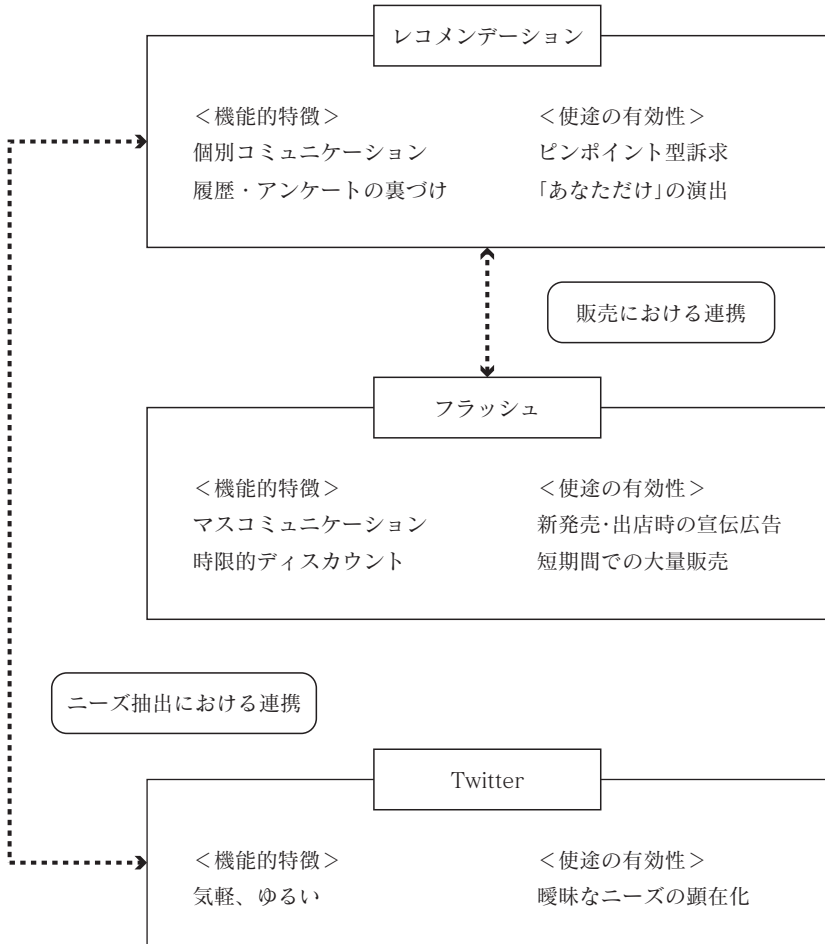 レコメンデーション
＜機能的特徴＞
個別コミュニケーション
履歴・アンケートの裏づけ
＜使途の有効性＞
ピンポイント型訴求
「あなただけ」の演出
販売における連携
フラッシュ
＜機能的特徴＞
マスコミュニケーション
時限的ディスカウント
＜使途の有効性＞
新発売・出店時の宣伝広告
短期間での大量販売
ニーズ抽出における連携
Twitter
＜機能的特徴＞
気軽、ゆるい
＜使途の有効性＞
曖昧なニーズの顕在化